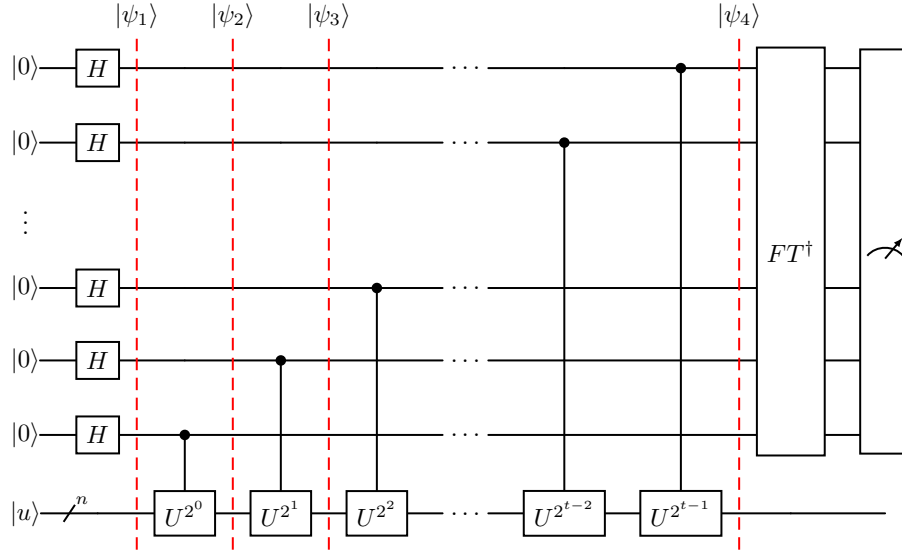 |ψ₁⟩ |ψ₂⟩ |ψ₃⟩ |ψ₄⟩
|0⟩ H ⋯
|0⟩ H ⋯
⋮ FT†
|0⟩ H ⋯
|0⟩ H ⋯
|0⟩ H ⋯
|u⟩ n U^{2^0} U^{2^1} U^{2^2} ⋯ U^{2^{t-2}} U^{2^{t-1}}